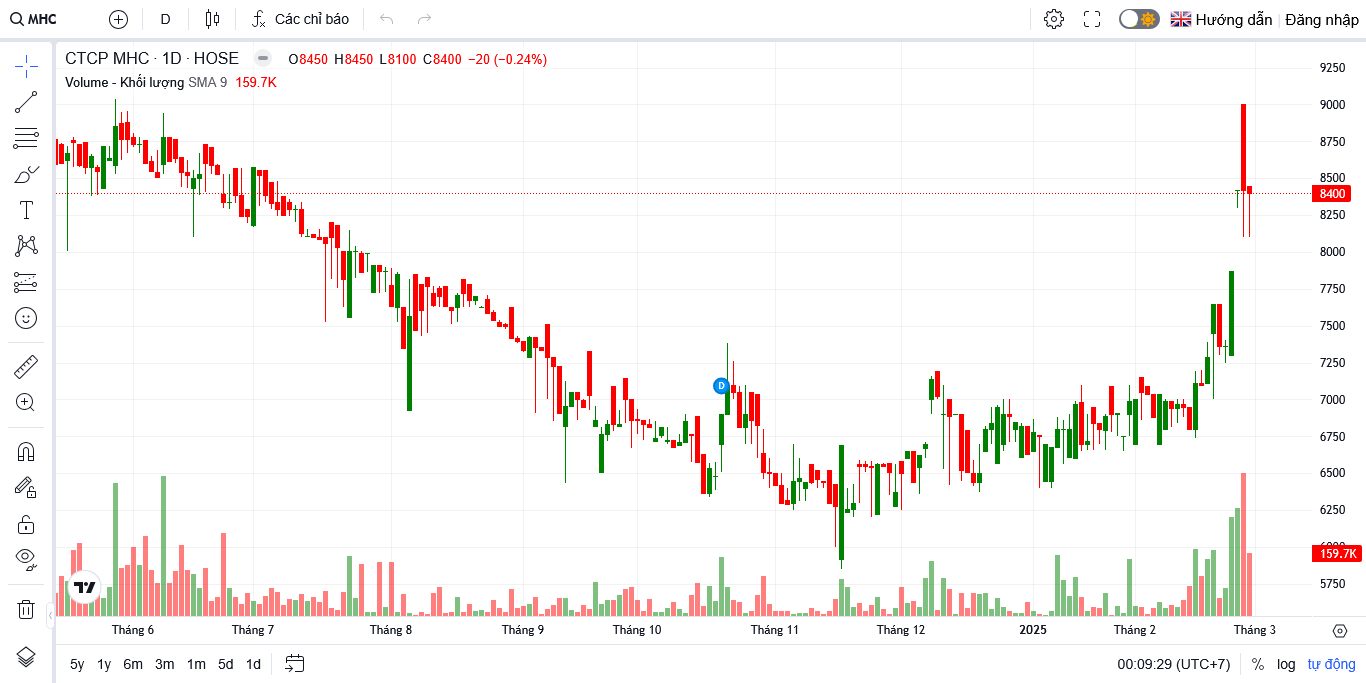 MHC D Các chỉ báo Hướng dẫn Đăng nhập
CTCP MHC · 1D · HOSE O8450 H8450 L8100 C8400 −20 (−0.24%)
Volume - Khối lượng SMA 9 159.7K
9250
9000
8750
8500
8400
8250
8000
7750
7500
7250
D
7000
6750
6500
6250
6000
159.7K
5750
Tháng 6 Tháng 7 Tháng 8 Tháng 9 Tháng 10 Tháng 11 Tháng 12 2025 Tháng 2 Tháng 3
5y 1y 6m 3m 1m 5d 1d 00:09:29 (UTC+7) % log tự động